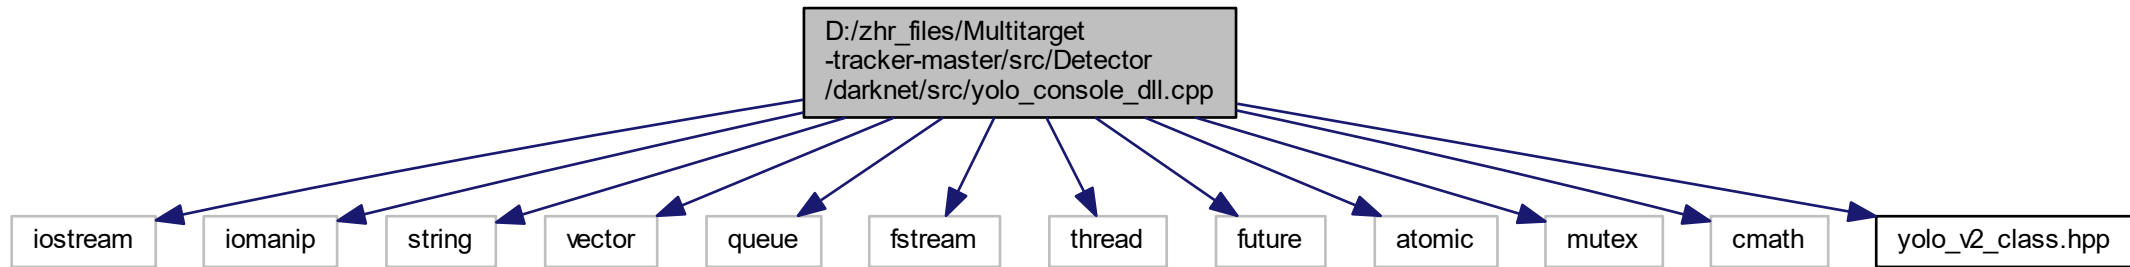 D:/zhr_files/Multitarget
-tracker-master/src/Detector
/darknet/src/yolo_console_dll.cpp
iostream
iomanip
string
vector
queue
fstream
thread
future
atomic
mutex
cmath
yolo_v2_class.hpp